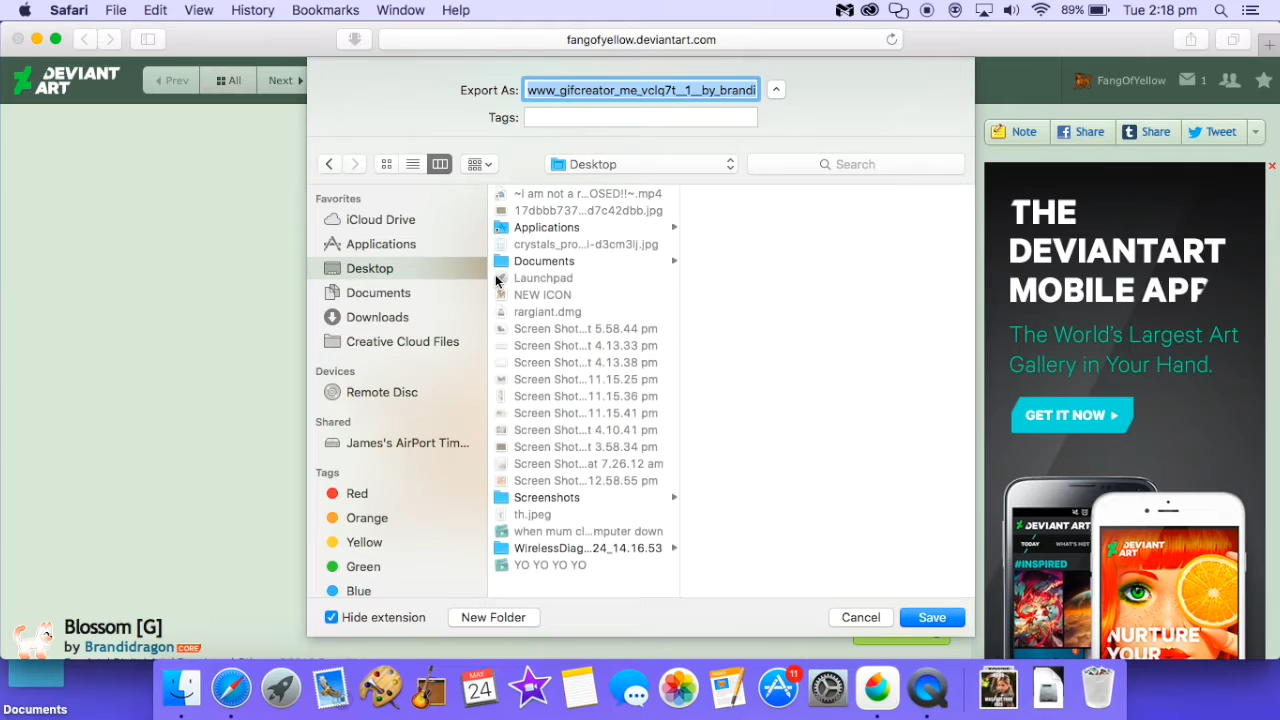 Safari File Edit View History Bookmarks Window Help 89% Tue 2:18 pm
fangofyellow.deviantart.com
DEVIANT ART Prev All Next FangOfYellow 1
Export As: www_gifcreator_me_vclq7t__1__by_brandi
Tags:
Note Share Share Tweet
Desktop Search
Favorites
iCloud Drive
Applications
Desktop
Documents
Downloads
Creative Cloud Files
Devices
Remote Disc
Shared
James's AirPort Tim...
Tags
Red
Orange
Yellow
Green
Blue
~I am not a r...OSED!!~.mp4
17dbbb737...d7c42dbb.jpg
Applications
crystals_pro...i-d3cm3lj.jpg
Documents
Launchpad
NEW ICON
rargiant.dmg
Screen Shot...t 5.58.44 pm
Screen Shot...t 4.13.33 pm
Screen Shot...t 4.13.38 pm
Screen Shot...11.15.25 pm
Screen Shot...11.15.36 pm
Screen Shot...11.15.41 pm
Screen Shot...t 4.10.41 pm
Screen Shot...t 3.58.34 pm
Screen Shot...at 7.26.12 am
Screen Shot...12.58.55 pm
Screenshots
th.jpeg
when mum cl...mputer down
WirelessDiag...24_14.16.53
YO YO YO YO
Hide extension New Folder Cancel Save
THE
DEVIANTART
MOBILE APP
The World's Largest Art
Gallery in Your Hand.
GET IT NOW
DEVIANT ART
TODAY WHAT'S HOT
#INSPIRED
DEVIANT ART
NURTURE
YOUR
Blossom [G]
by Brandidragon CORE
MAY
24
11
Documents